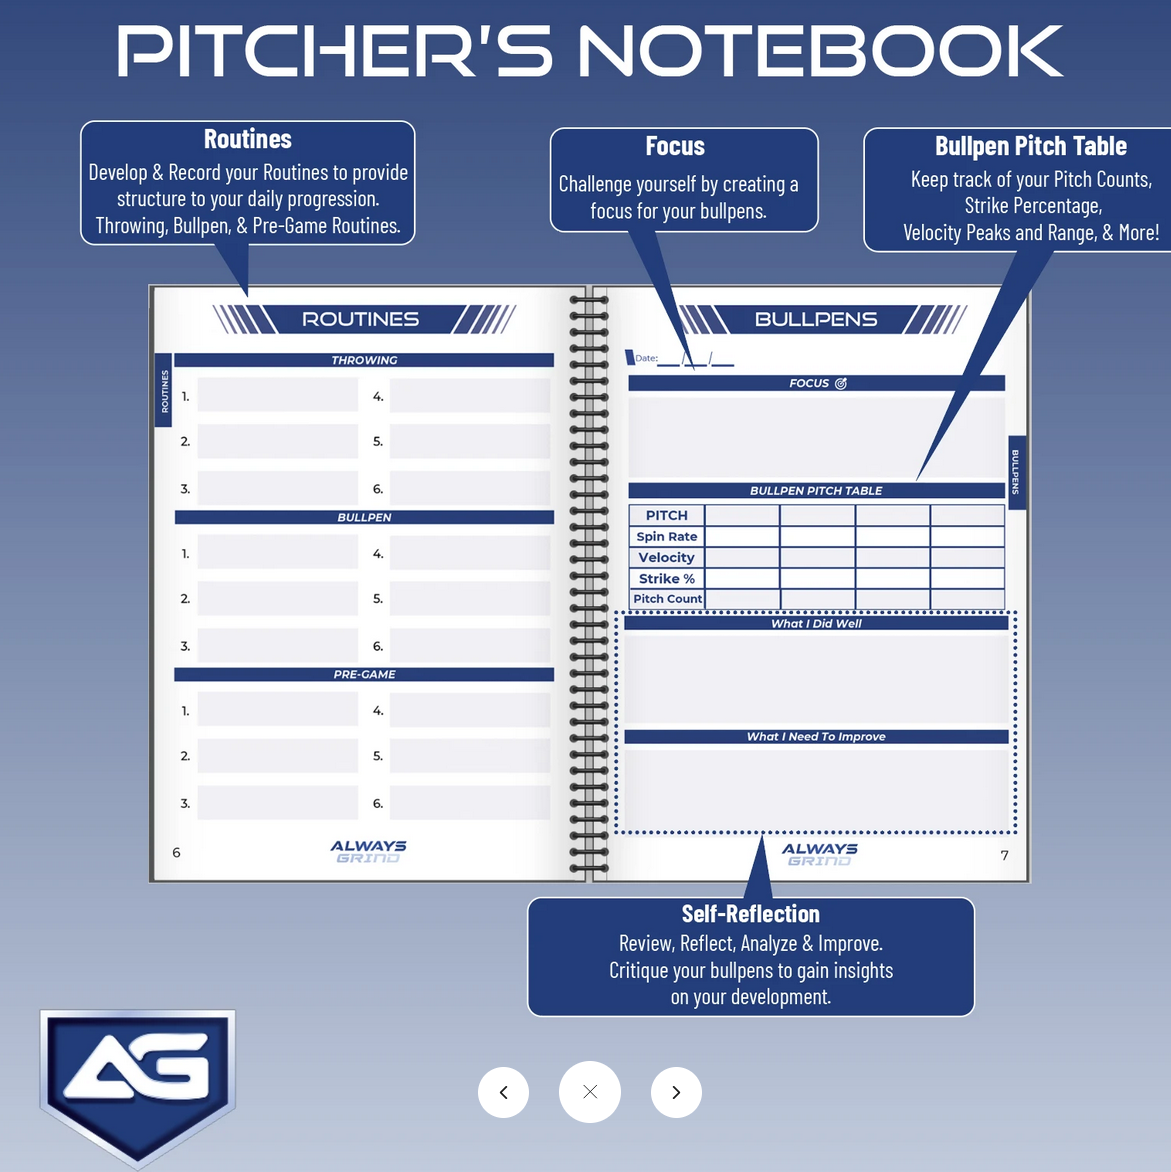 PITCHER'S NOTEBOOK
Routines
Develop & Record your Routines to provide
structure to your daily progression.
Throwing, Bullpen, & Pre-Game Routines.
Focus
Challenge yourself by creating a
focus for your bullpens.
Bullpen Pitch Table
Keep track of your Pitch Counts,
Strike Percentage,
Velocity Peaks and Range, & More!
ROUTINES
THROWING
ROUTINES
1.
4.
2.
5.
3.
6.
BULLPEN
1.
4.
2.
5.
3.
6.
PRE-GAME
1.
4.
2.
5.
3.
6.
6
ALWAYS
GRIND
BULLPENS
Date: __/__/__
FOCUS
BULLPENS
BULLPEN PITCH TABLE
PITCH
Spin Rate
Velocity
Strike %
Pitch Count
What I Did Well
What I Need To Improve
ALWAYS
GRIND
7
Self-Reflection
Review, Reflect, Analyze & Improve.
Critique your bullpens to gain insights
on your development.
AG